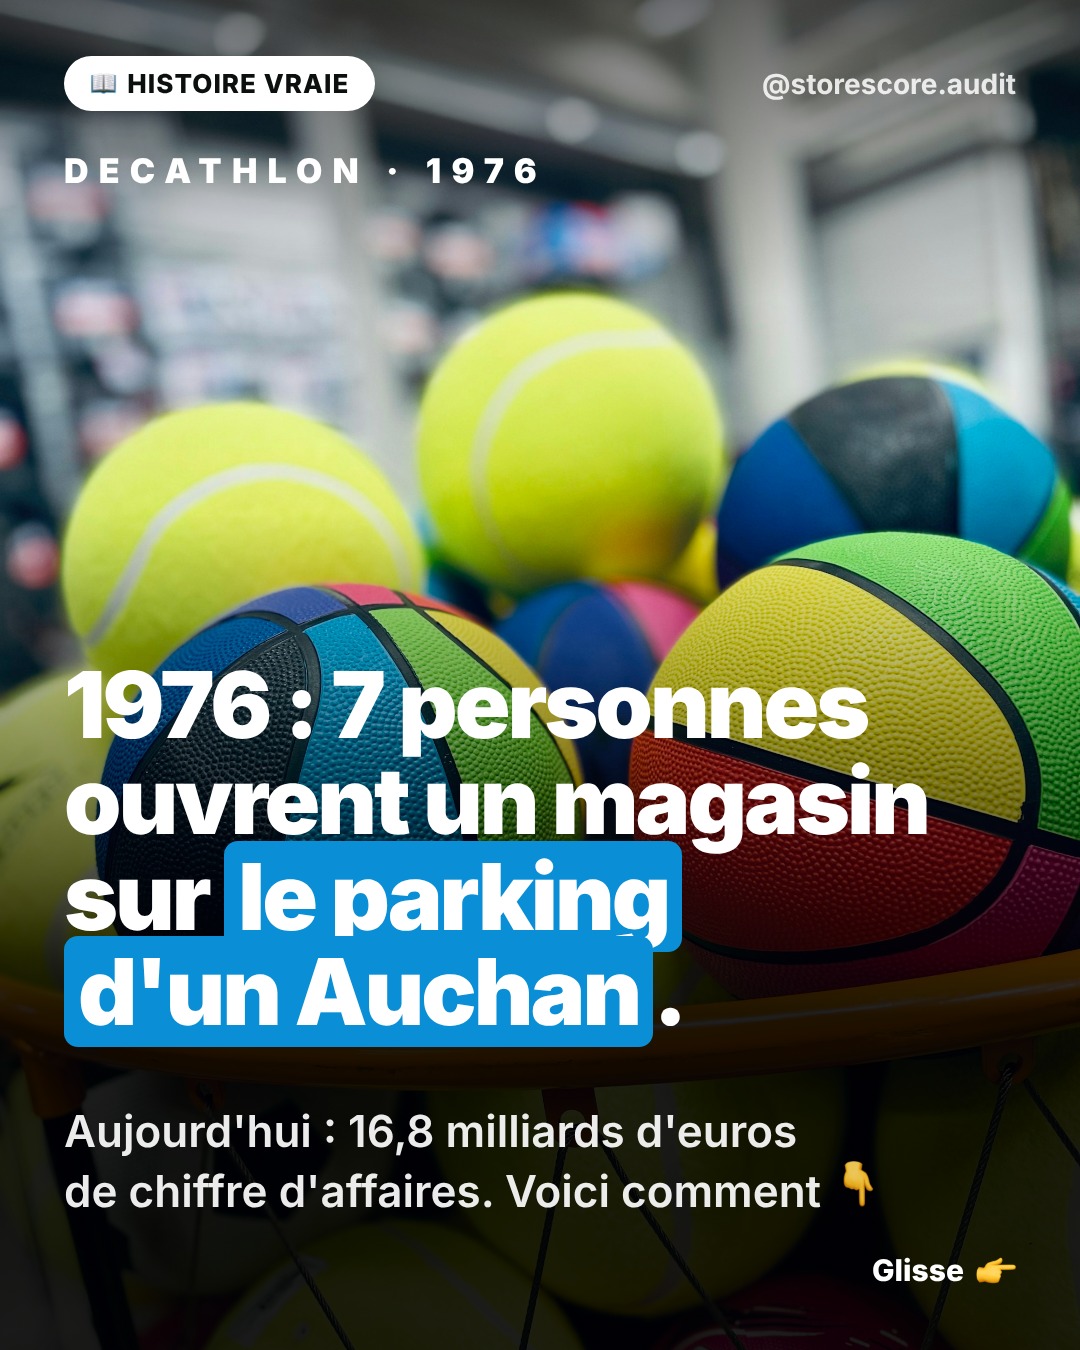 📖 HISTOIRE VRAIE
@storescore.audit
DECATHLON · 1976
1976 : 7 personnes
ouvrent un magasin
sur le parking
d'un Auchan.
Aujourd'hui : 16,8 milliards d'euros
de chiffre d'affaires. Voici comment 👇
Glisse 👉